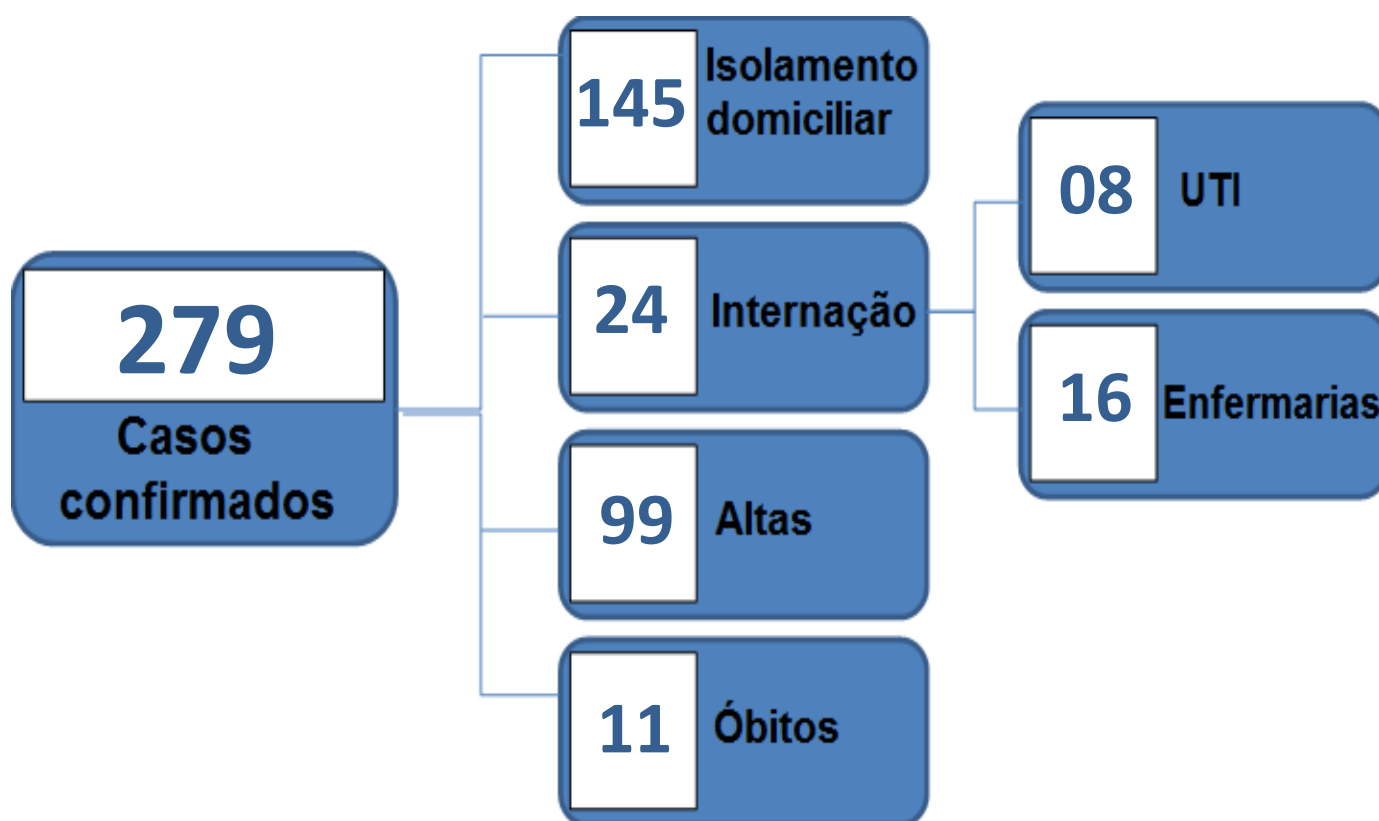 279
Casos
confirmados
145
Isolamento
domiciliar
24
Internação
08
UTI
16
Enfermarias
99
Altas
11
Óbitos